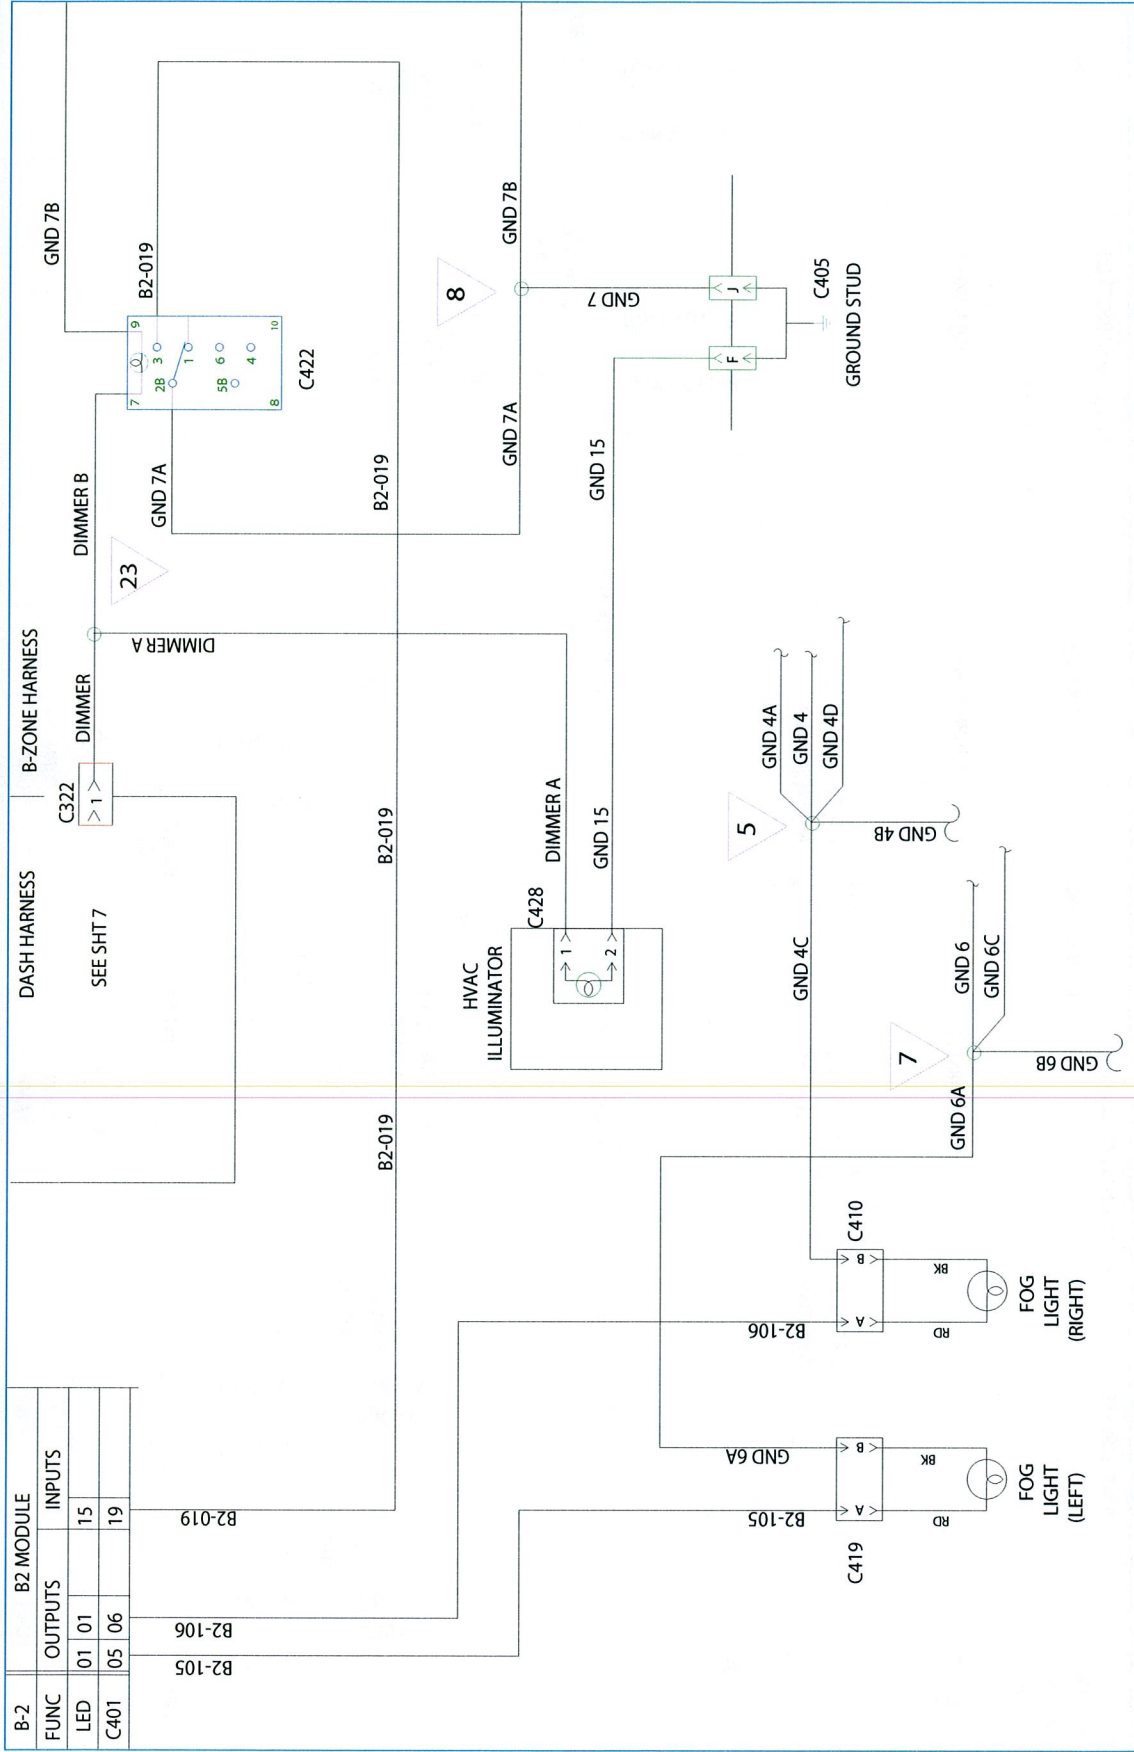 B-2
B2 MODULE
FUNC
OUTPUTS
INPUTS
LED
01
01
15
C401
05
06
19
B2-105
B2-106
B2-019
DASH HARNESS
B-ZONE HARNESS
SEE SHT 7
C322
1
DIMMER
DIMMER B
23
DIMMER A
GND 7A
GND 7B
B2-019
7
9
2B
3
1
5B
6
4
8
10
C422
B2-019
B2-019
B2-019
HVAC
ILLUMINATOR
C428
1
2
DIMMER A
GND 15
GND 15
GND 7A
8
GND 7B
GND 7
F
J
C405
GROUND STUD
5
GND 4C
GND 4A
GND 4
GND 4D
GND 4B
7
GND 6A
GND 6
GND 6C
GND 6B
B2-105
GND 6A
C419
A
B
RD
BK
FOG
LIGHT
(LEFT)
B2-106
C410
A
B
RD
BK
FOG
LIGHT
(RIGHT)